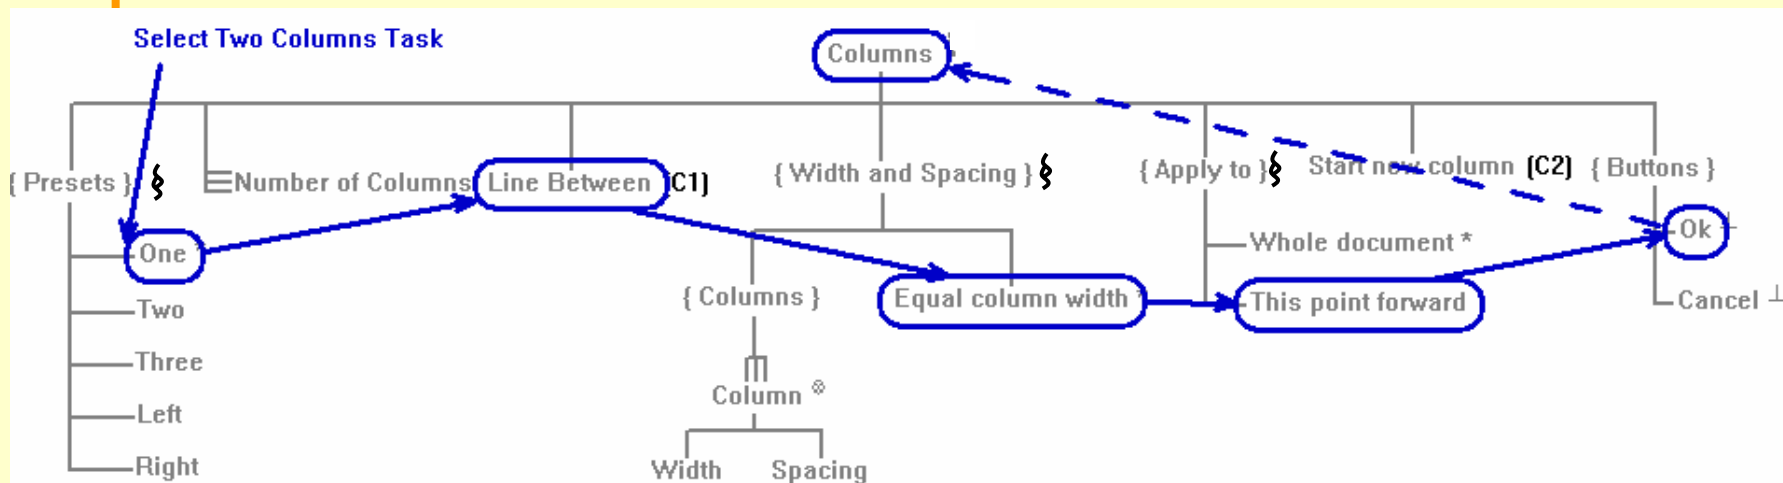 Select Two Columns Task
Columns
{ Presets }
Number of Columns
Line Between (C1)
{ Width and Spacing }
{ Apply to }
Start new column (C2)
{ Buttons }
One
Two
Three
Left
Right
{ Columns }
Column ®
Width
Spacing
Equal column width *
Whole document *
This point forward
Ok
Cancel